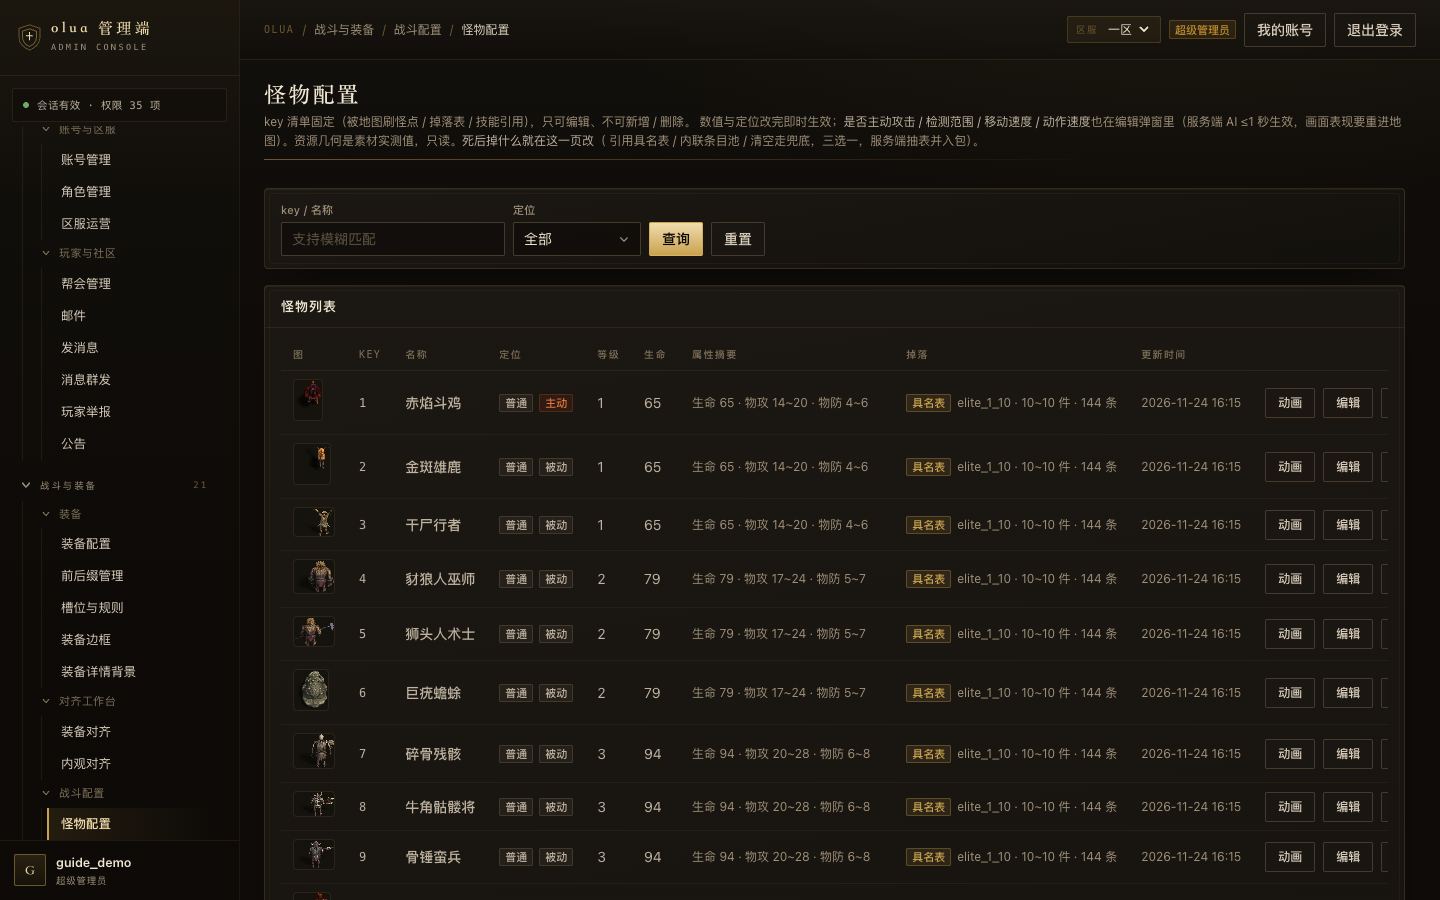 olua 管理端
ADMIN CONSOLE
会话有效 · 权限 35 项
账号与区服
账号管理
角色管理
区服运营
玩家与社区
帮会管理
邮件
发消息
消息群发
玩家举报
公告
战斗与装备 21
装备
装备配置
前后缀管理
槽位与规则
装备边框
装备详情背景
对齐工作台
装备对齐
内观对齐
战斗配置
怪物配置
G
guide_demo
超级管理员
OLUA / 战斗与装备 / 战斗配置 / 怪物配置
区服 一区
超级管理员
我的账号
退出登录
怪物配置
key 清单固定（被地图刷怪点 / 掉落表 / 技能引用），只可编辑、不可新增 / 删除。 数值与定位改完即时生效；是否主动攻击 / 检测范围 / 移动速度 / 动作速度也在编辑弹窗里（服务端 AI ≤1 秒生效，画面表现要重进地
图）。资源几何是素材实测值，只读。死后掉什么就在这一页改（ 引用具名表 / 内联条目池 / 清空走兜底，三选一，服务端抽表并入包）。
key / 名称 定位
支持模糊匹配 全部 查询 重置
怪物列表
图 KEY 名称 定位 等级 生命 属性摘要 掉落 更新时间
1 赤焰斗鸡 普通 主动 1 65 生命 65 · 物攻 14~20 · 物防 4~6 具名表 elite_1_10 · 10~10 件 · 144 条 2026-11-24 16:15 动画 编辑
2 金斑雄鹿 普通 被动 1 65 生命 65 · 物攻 14~20 · 物防 4~6 具名表 elite_1_10 · 10~10 件 · 144 条 2026-11-24 16:15 动画 编辑
3 干尸行者 普通 被动 1 65 生命 65 · 物攻 14~20 · 物防 4~6 具名表 elite_1_10 · 10~10 件 · 144 条 2026-11-24 16:15 动画 编辑
4 豺狼人巫师 普通 被动 2 79 生命 79 · 物攻 17~24 · 物防 5~7 具名表 elite_1_10 · 10~10 件 · 144 条 2026-11-24 16:15 动画 编辑
5 狮头人术士 普通 被动 2 79 生命 79 · 物攻 17~24 · 物防 5~7 具名表 elite_1_10 · 10~10 件 · 144 条 2026-11-24 16:15 动画 编辑
6 巨疣蟾蜍 普通 被动 2 79 生命 79 · 物攻 17~24 · 物防 5~7 具名表 elite_1_10 · 10~10 件 · 144 条 2026-11-24 16:15 动画 编辑
7 碎骨残骸 普通 被动 3 94 生命 94 · 物攻 20~28 · 物防 6~8 具名表 elite_1_10 · 10~10 件 · 144 条 2026-11-24 16:15 动画 编辑
8 牛角骷髅将 普通 被动 3 94 生命 94 · 物攻 20~28 · 物防 6~8 具名表 elite_1_10 · 10~10 件 · 144 条 2026-11-24 16:15 动画 编辑
9 骨锤蛮兵 普通 被动 3 94 生命 94 · 物攻 20~28 · 物防 6~8 具名表 elite_1_10 · 10~10 件 · 144 条 2026-11-24 16:15 动画 编辑